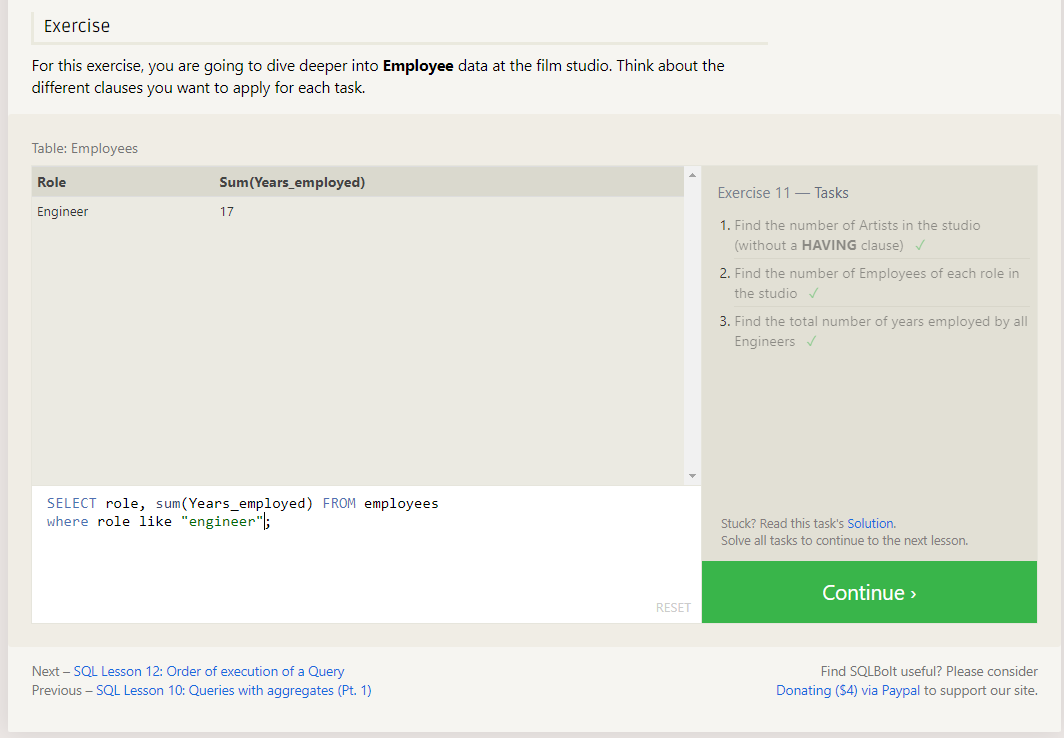 Exercise
For this exercise, you are going to dive deeper into Employee data at the film studio. Think about the
different clauses you want to apply for each task.
Table: Employees
Role Sum(Years_employed)
Engineer 17
SELECT role, sum(Years_employed) FROM employees
where role like "engineer";
RESET
Exercise 11 — Tasks
1. Find the number of Artists in the studio
(without a HAVING clause) ✓
2. Find the number of Employees of each role in
the studio ✓
3. Find the total number of years employed by all
Engineers ✓
Stuck? Read this task's Solution.
Solve all tasks to continue to the next lesson.
Continue ›
Next – SQL Lesson 12: Order of execution of a Query
Previous – SQL Lesson 10: Queries with aggregates (Pt. 1)
Find SQLBolt useful? Please consider
Donating ($4) via Paypal to support our site.